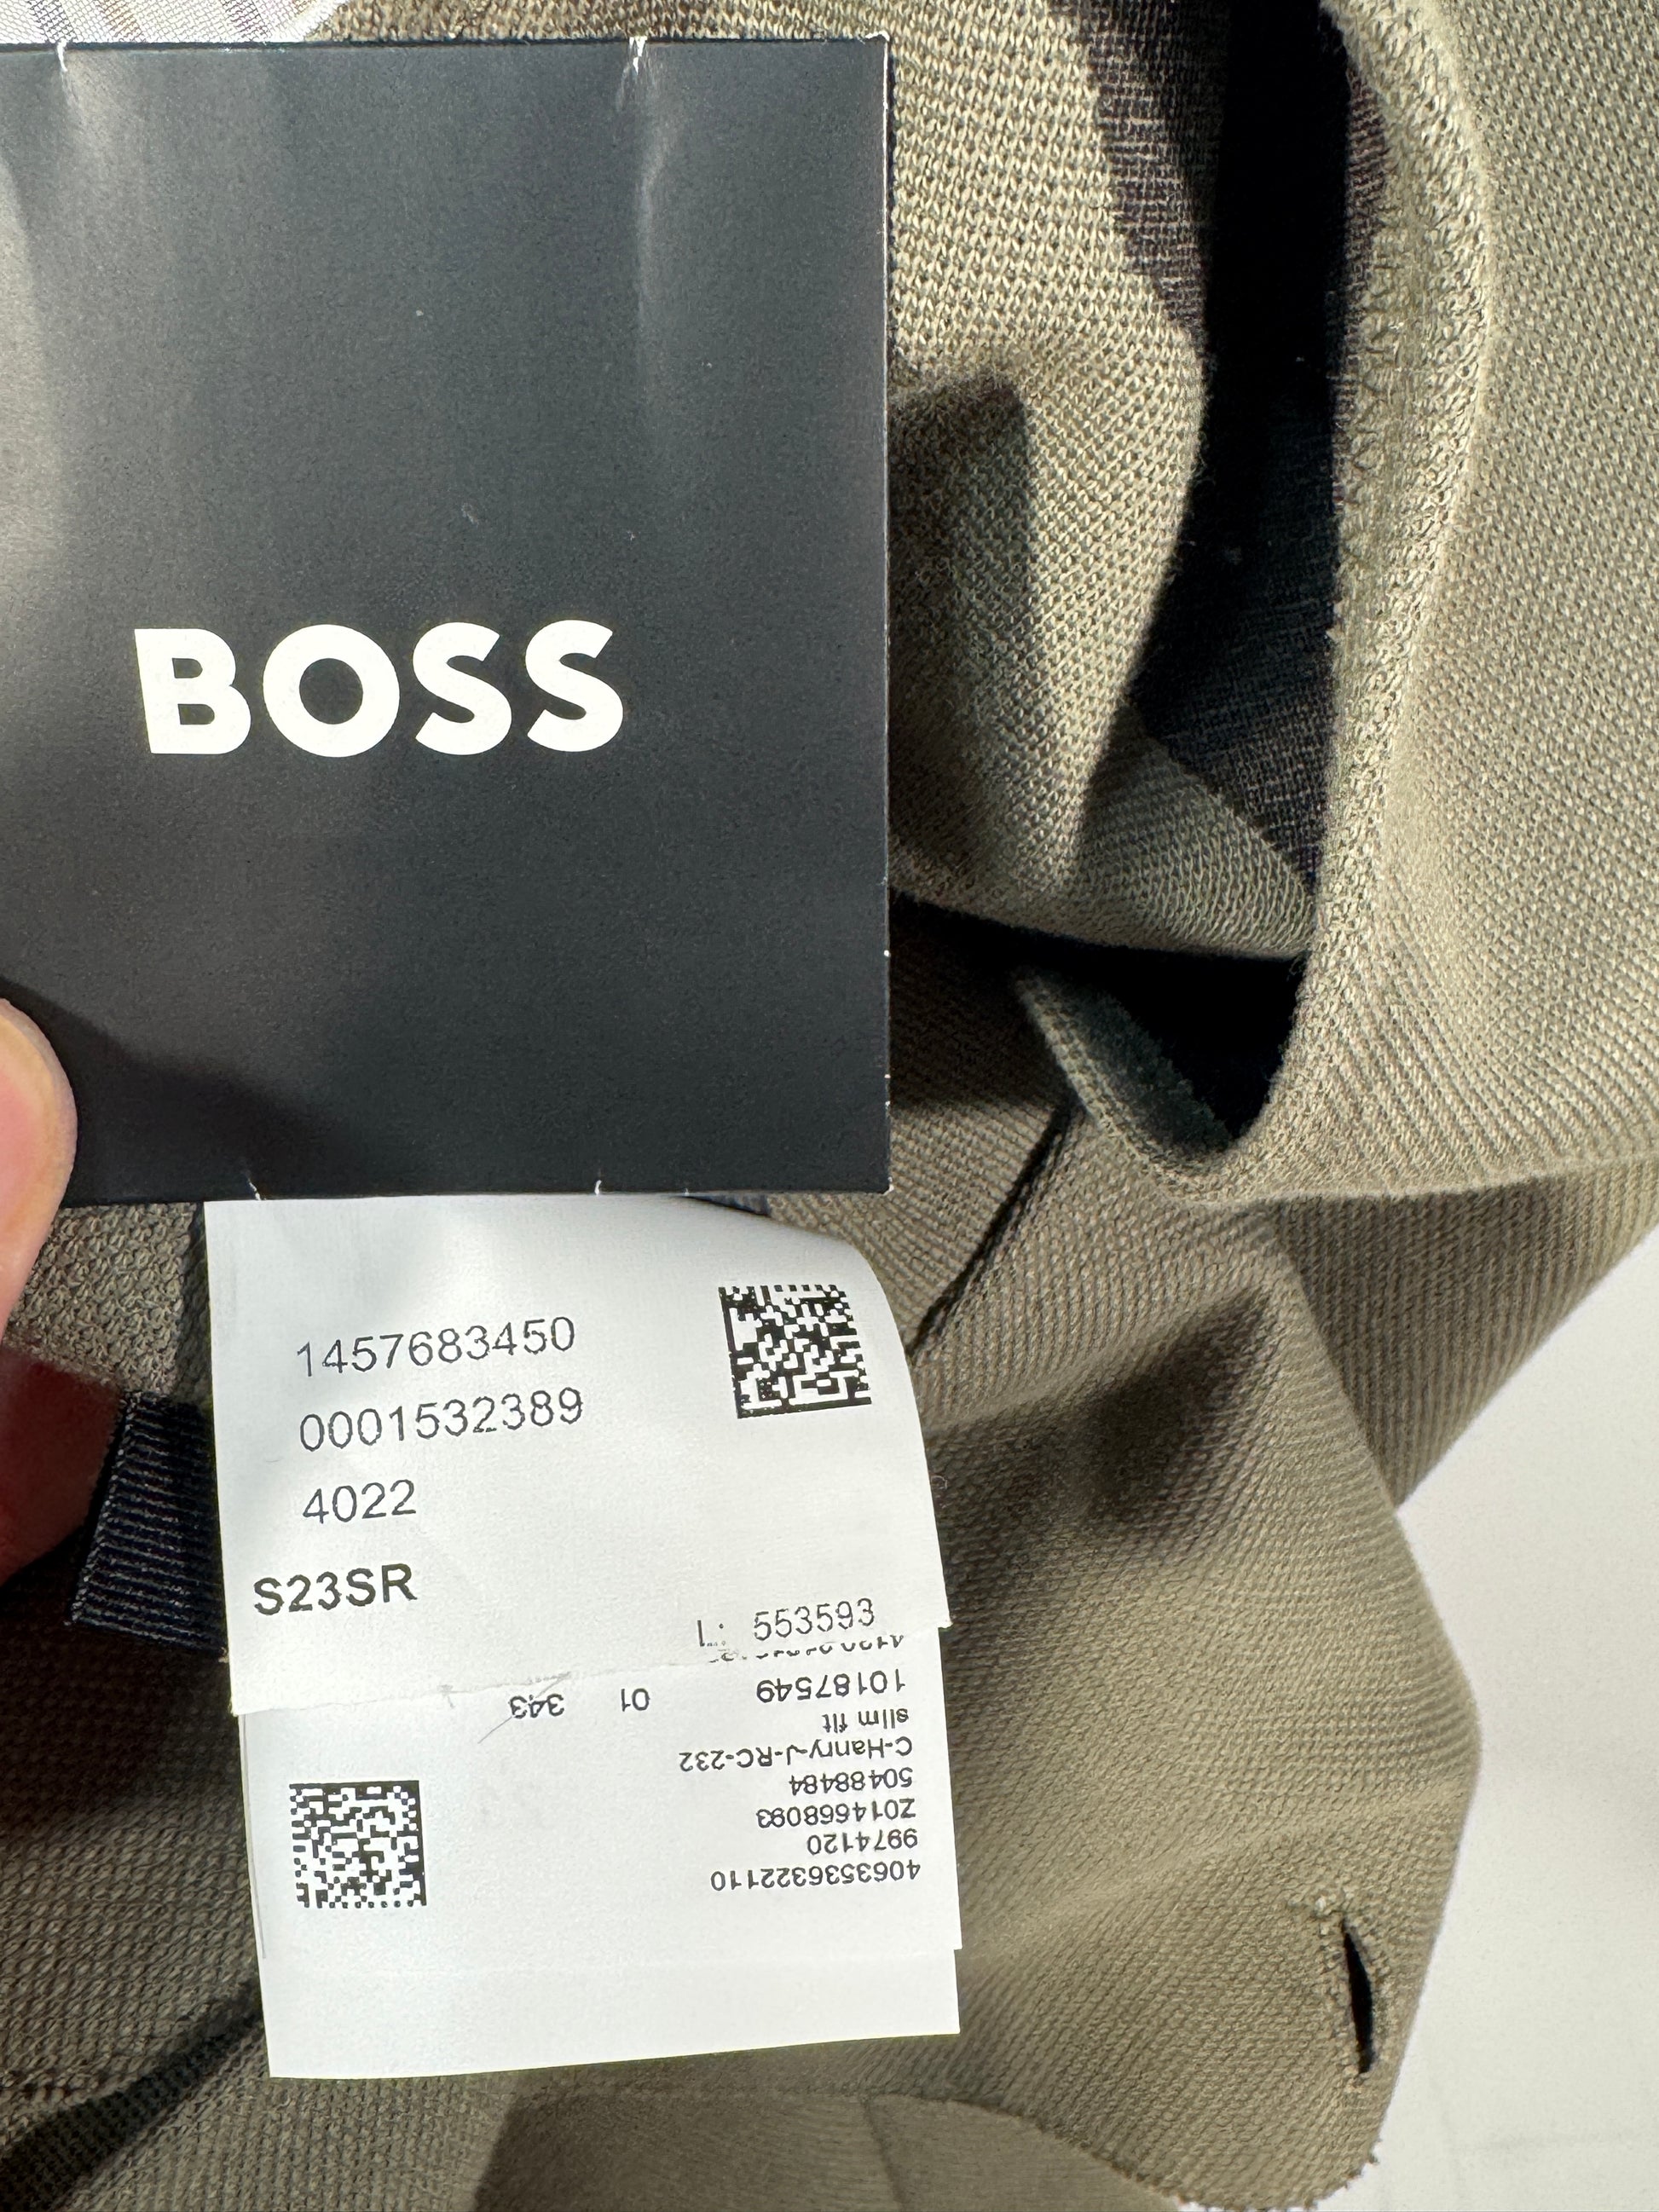 BOSS
1457683450
0001532389
4022
S23SR
L: 553593
10187549 01 343
slim fit
C-Hanry-J-RC-232
50488484
Z014668093
9974120
4063536322110